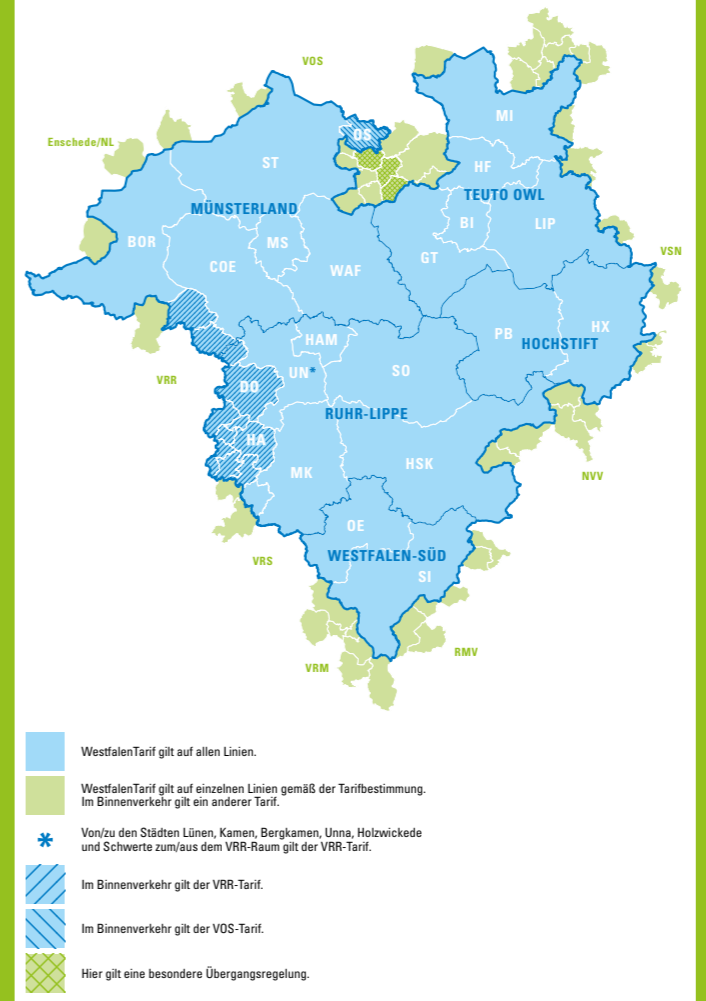 VOS
OS
MI
Enschede/NL
ST
HF
TEUTO OWL
MÜNSTERLAND
BI
LIP
BOR
MS
COE
WAF
GT
VSN
HAM
PB
HX
HOCHSTIFT
UN*
SO
VRR
DO
RUHR-LIPPE
HA
HSK
MK
NVV
OE
WESTFALEN-SÜD
VRS
SI
RMV
VRM
WestfalenTarif gilt auf allen Linien.
WestfalenTarif gilt auf einzelnen Linien gemäß der Tarifbestimmung.
Im Binnenverkehr gilt ein anderer Tarif.
* Von/zu den Städten Lünen, Kamen, Bergkamen, Unna, Holzwickede
und Schwerte zum/aus dem VRR-Raum gilt der VRR-Tarif.
Im Binnenverkehr gilt der VRR-Tarif.
Im Binnenverkehr gilt der VOS-Tarif.
Hier gilt eine besondere Übergangsregelung.